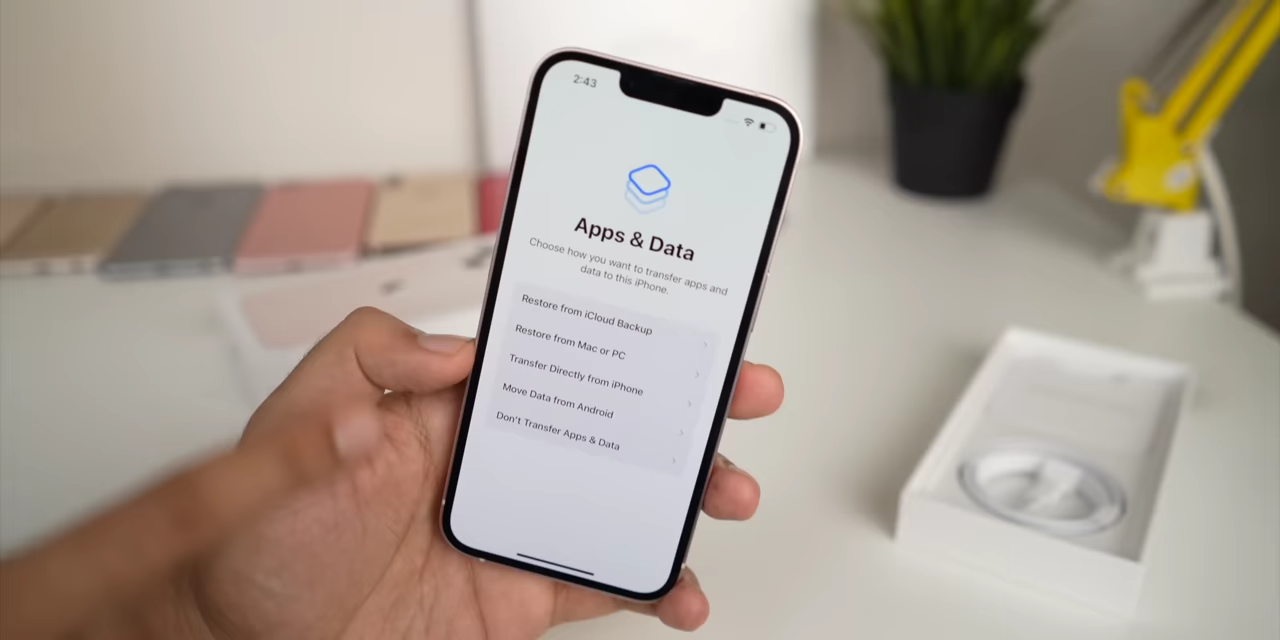 2:43
Apps & Data
Choose how you want to transfer apps and
data to this iPhone.
Restore from iCloud Backup
Restore from Mac or PC
Transfer Directly from iPhone
Move Data from Android
Don't Transfer Apps & Data